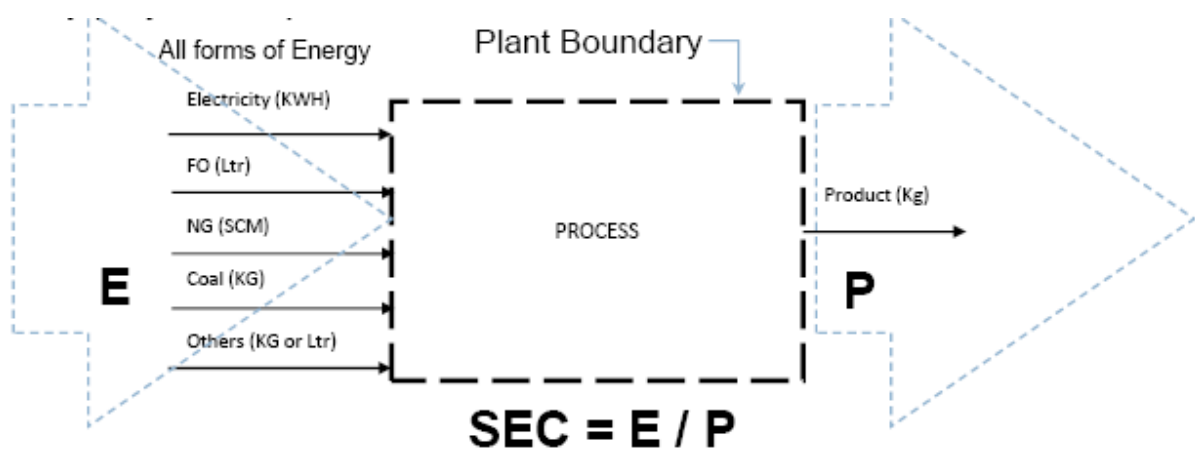 All forms of Energy
Plant Boundary
Electricity (KWH)
FO (Ltr)
NG (SCM)
Coal (KG)
Others (KG or Ltr)
E
PROCESS
Product (Kg)
P
SEC = E / P